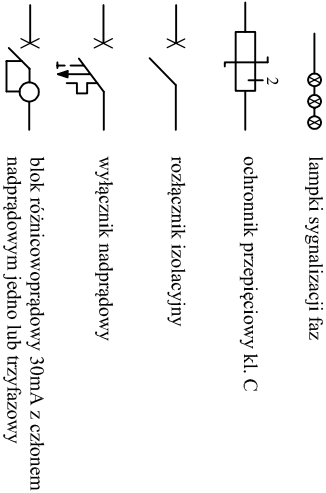 lampki sygnalizacji faz
2
ochronnik przepięciowy kl. C
rozłącznik izolacyjny
wyłącznik nadprądowy
blok różnicowoprądowy 30mA z członem
nadprądowym jedno lub trzyfazowy